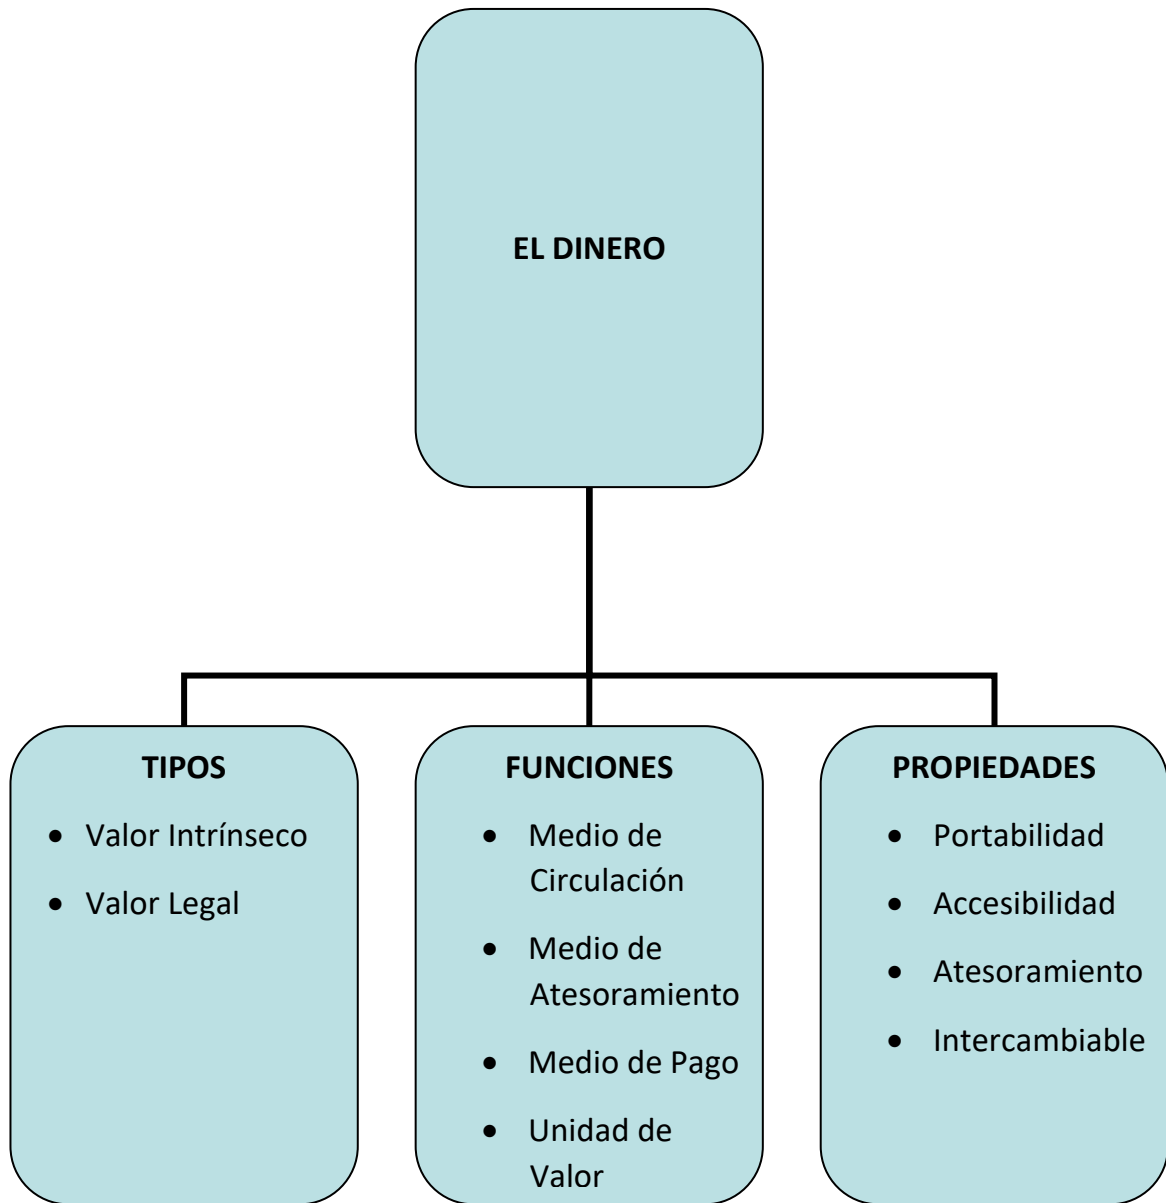 EL DINERO
TIPOS
• Valor Intrínseco
• Valor Legal
FUNCIONES
• Medio de
Circulación
• Medio de
Atesoramiento
• Medio de Pago
• Unidad de
Valor
PROPIEDADES
• Portabilidad
• Accesibilidad
• Atesoramiento
• Intercambiable